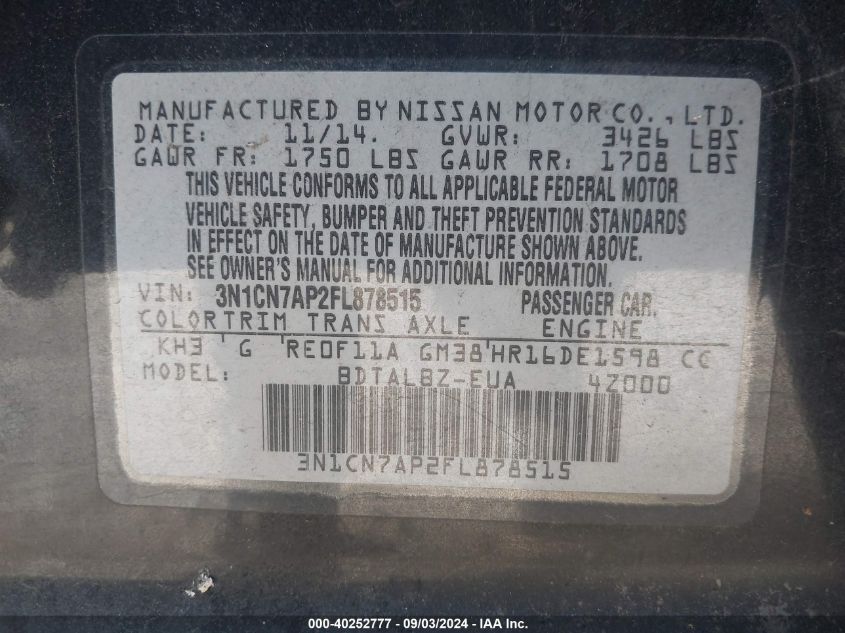 MANUFACTURED BY NISSAN MOTOR CO., LTD.
DATE: 11/14. GVWR: 3426 LBS
GAWR FR: 1750 LBS GAWR RR: 1708 LBS
THIS VEHICLE CONFORMS TO ALL APPLICABLE FEDERAL MOTOR
VEHICLE SAFETY, BUMPER AND THEFT PREVENTION STANDARDS
IN EFFECT ON THE DATE OF MANUFACTURE SHOWN ABOVE.
SEE OWNER'S MANUAL FOR ADDITIONAL INFORMATION.
VIN: 3N1CN7AP2FL878515 PASSENGER CAR.
COLORTRIM TRANS AXLE ENGINE
KH3 ' G 'RE0F11A GM38'HR16DE1598 CC
MODEL: BDTALBZ-EUA 4Z000
3N1CN7AP2FL878515
000-40252777 - 09/03/2024 - IAA Inc.